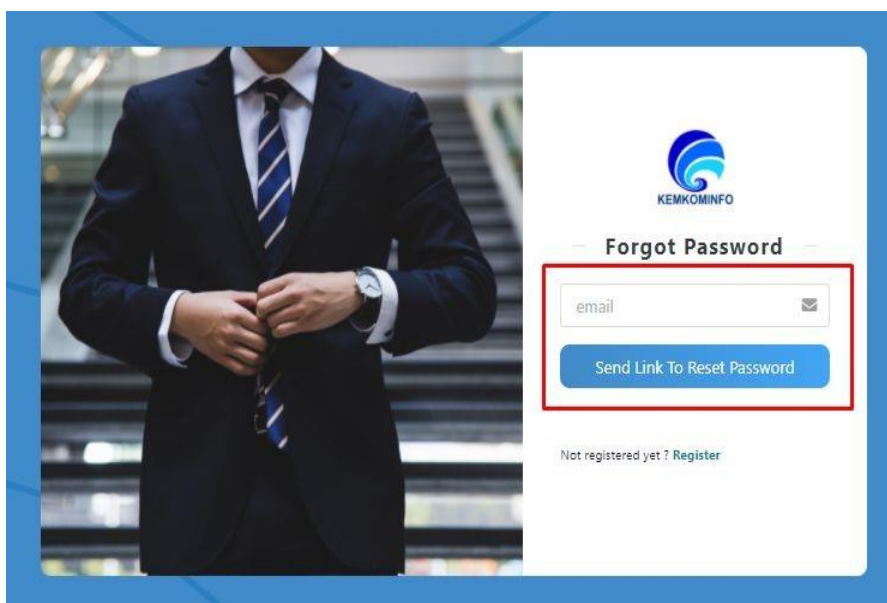 KEMKOMINFO
Forgot Password
email
Send Link To Reset Password
Not registered yet ? Register